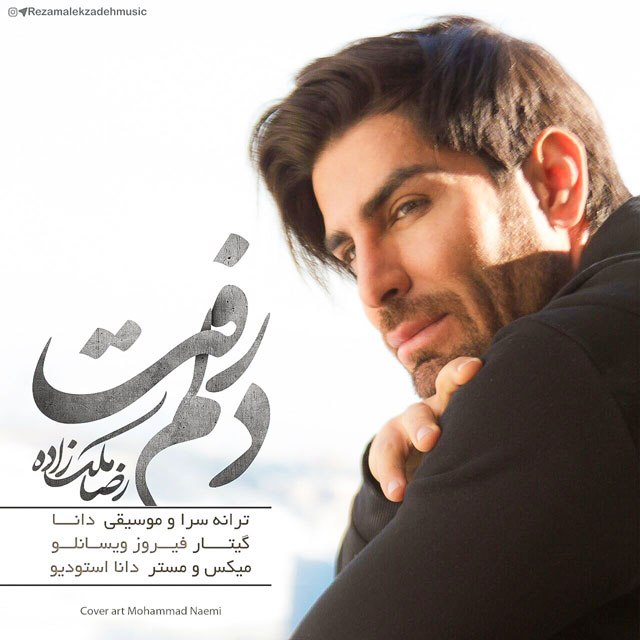 Rezamalekzadehmusic
دلم رفت
رضا ملک زاده
ترانه سرا و موسیقی دانا
گیتار فیروز ویسانلو
میکس و مستر دانا استودیو
Cover art Mohammad Naemi